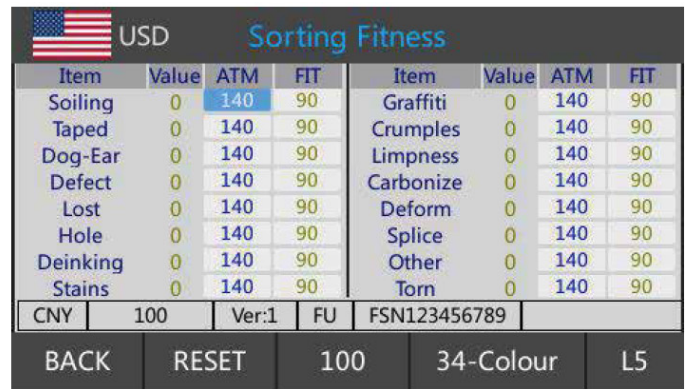 USD Sorting Fitness
Item Value ATM FIT Item Value ATM FIT
Soiling 0 140 90 Graffiti 0 140 90
Taped 0 140 90 Crumples 0 140 90
Dog-Ear 0 140 90 Limpness 0 140 90
Defect 0 140 90 Carbonize 0 140 90
Lost 0 140 90 Deform 0 140 90
Hole 0 140 90 Splice 0 140 90
Deinking 0 140 90 Other 0 140 90
Stains 0 140 90 Torn 0 140 90
CNY 100 Ver:1 FU FSN123456789
BACK RESET 100 34-Colour L5